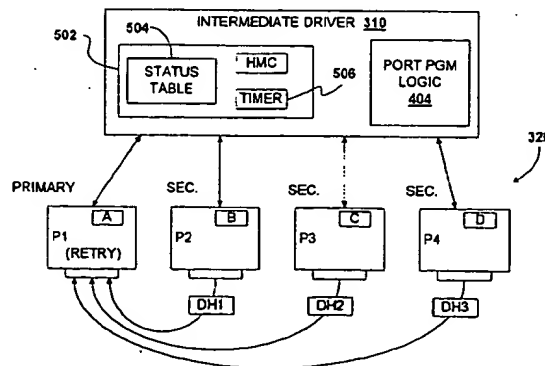 INTERMEDIATE DRIVER 310
502
504
STATUS TABLE
HMC
TIMER
506
PORT PGM LOGIC 404
320
PRIMARY
SEC.
SEC.
SEC.
A
P1
(RETRY)
B
P2
C
P3
D
P4
DH1
DH2
DH3